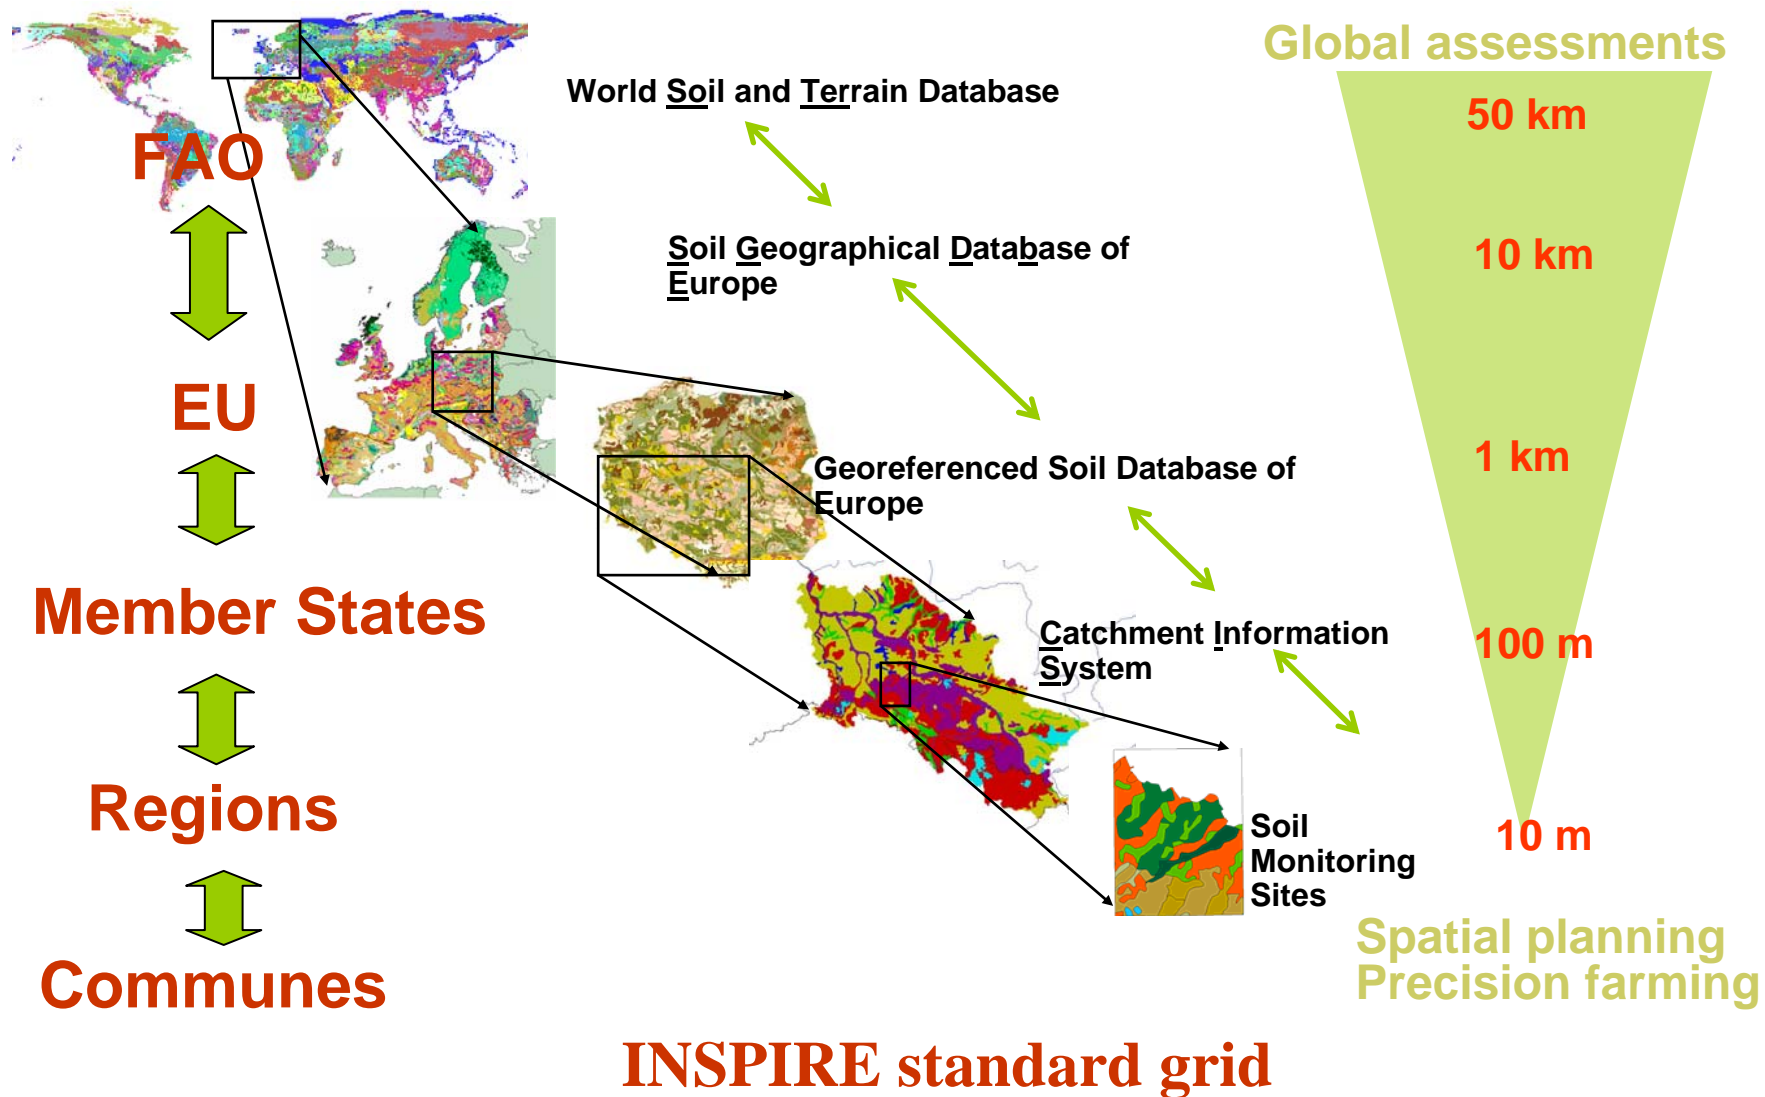 Global assessments
World Soil and Terrain Database
50 km
FAO
Soil Geographical Database of
Europe
10 km
EU
Georeferenced Soil Database of
Europe
1 km
Member States
Catchment Information
System
100 m
Regions
Soil
Monitoring
Sites
10 m
Spatial planning
Precision farming
Communes
INSPIRE standard grid